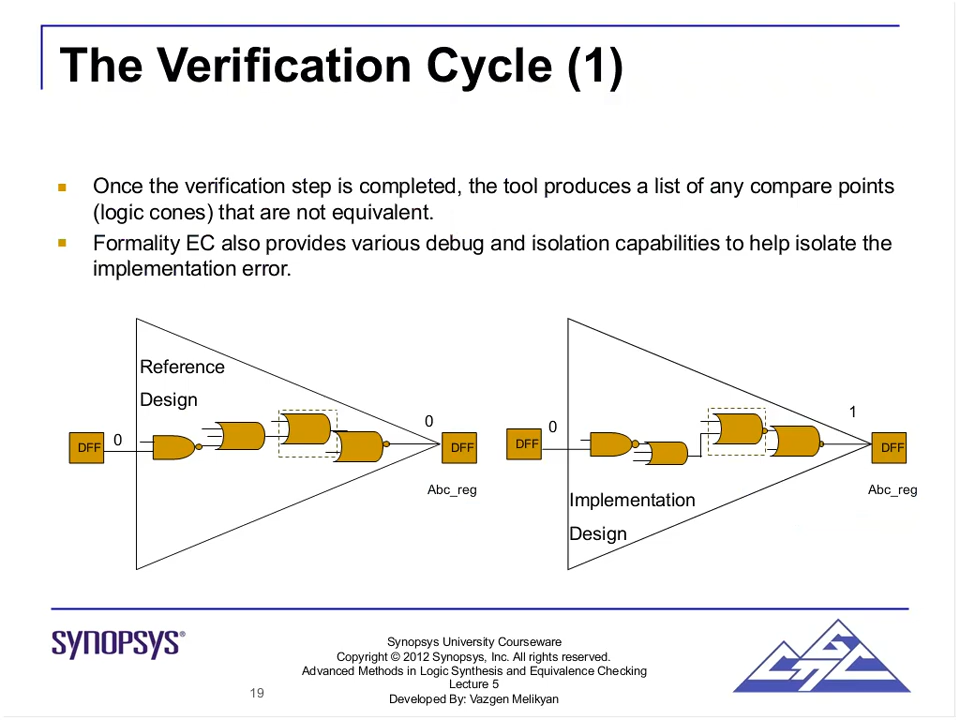 The Verification Cycle (1)
Once the verification step is completed, the tool produces a list of any compare points
(logic cones) that are not equivalent.
Formality EC also provides various debug and isolation capabilities to help isolate the
implementation error.
Reference
Design
DFF
0
0
DFF
Abc_reg
DFF
0
1
DFF
Abc_reg
Implementation
Design
SYNOPSYS®
19
Synopsys University Courseware
Copyright © 2012 Synopsys, Inc. All rights reserved.
Advanced Methods in Logic Synthesis and Equivalence Checking
Lecture 5
Developed By: Vazgen Melikyan